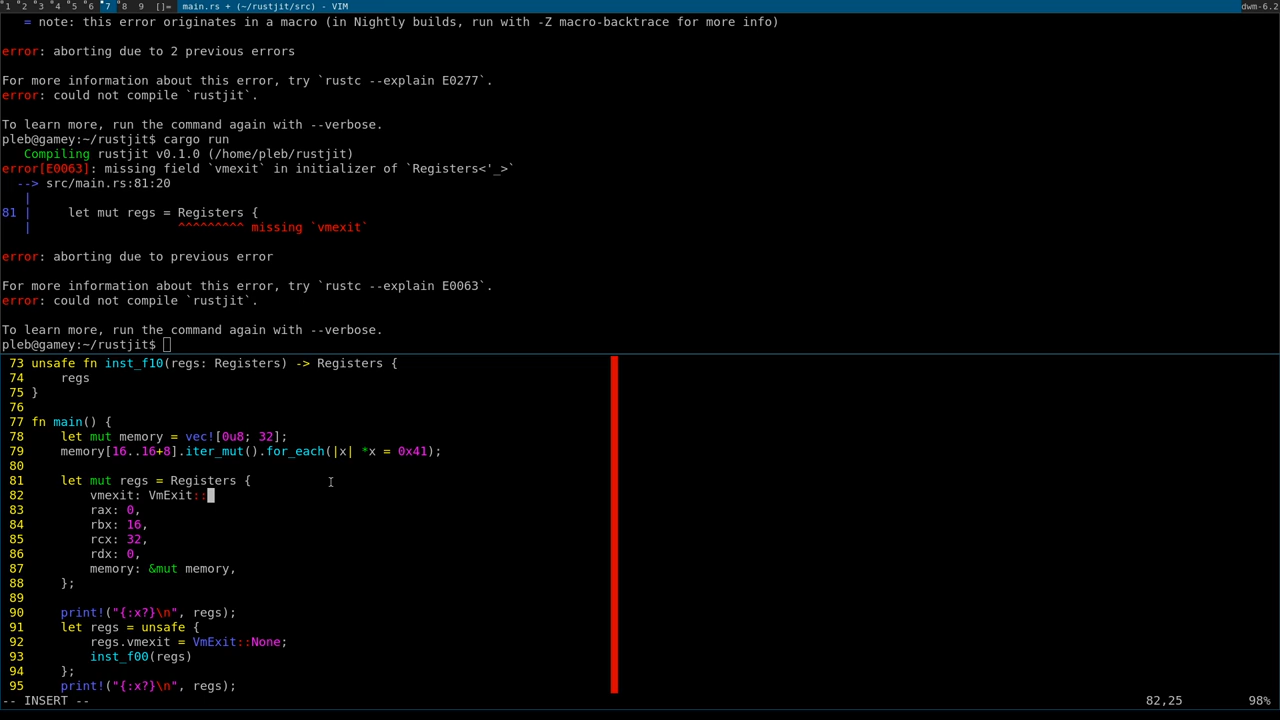 1 2 3 4 5 6 7 8 9 []= main.rs + (~/rustjit/src) - VIM dwm-6.2
= note: this error originates in a macro (in Nightly builds, run with -Z macro-backtrace for more info)
error: aborting due to 2 previous errors
For more information about this error, try `rustc --explain E0277`.
error: could not compile `rustjit`.
To learn more, run the command again with --verbose.
pleb@gamey:~/rustjit$ cargo run
Compiling rustjit v0.1.0 (/home/pleb/rustjit)
error[E0063]: missing field `vmexit` in initializer of `Registers<'_>`
--> src/main.rs:81:20
|
81 | let mut regs = Registers {
| ^^^^^^^^^ missing `vmexit`
error: aborting due to previous error
For more information about this error, try `rustc --explain E0063`.
error: could not compile `rustjit`.
To learn more, run the command again with --verbose.
pleb@gamey:~/rustjit$
73 unsafe fn inst_f10(regs: Registers) -> Registers {
74 regs
75 }
76
77 fn main() {
78 let mut memory = vec![0u8; 32];
79 memory[16..16+8].iter_mut().for_each(|x| *x = 0x41);
80
81 let mut regs = Registers {
82 vmexit: VmExit::
83 rax: 0,
84 rbx: 16,
85 rcx: 32,
86 rdx: 0,
87 memory: &mut memory,
88 };
89
90 print!("{:x?}\n", regs);
91 let regs = unsafe {
92 regs.vmexit = VmExit::None;
93 inst_f00(regs)
94 };
95 print!("{:x?}\n", regs);
-- INSERT -- 82,25 98%